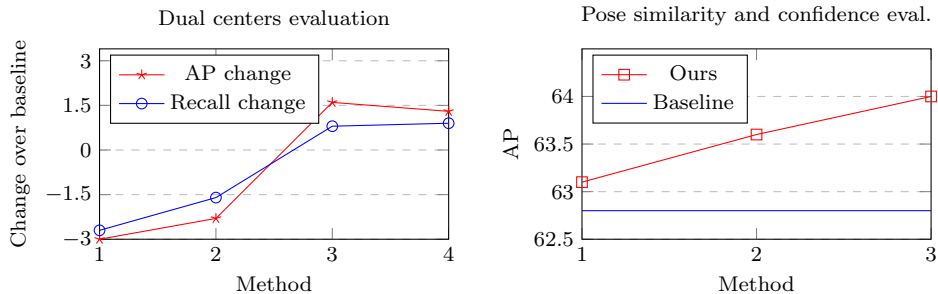 Dual centers evaluation
Change over baseline
3
1.5
0
−1.5
−3
AP change
Recall change
1 2 3 4
Method
Pose similarity and confidence eval.
AP
64
63.5
63
62.5
Ours
Baseline
1 2 3
Method